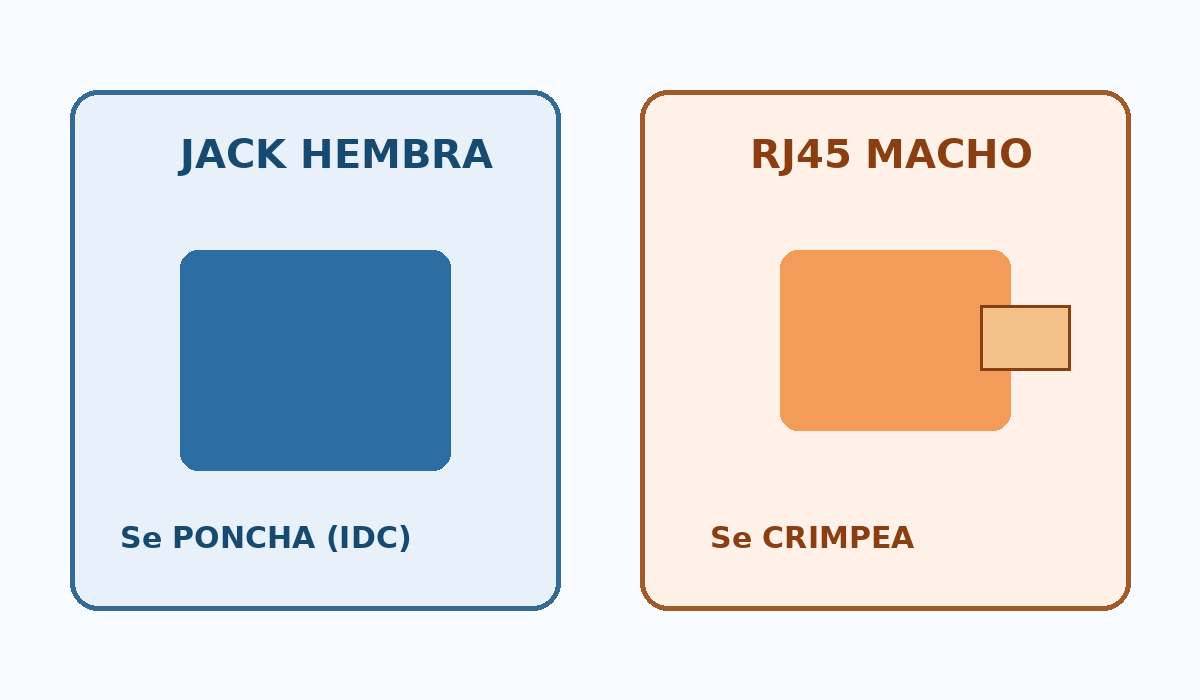 JACK HEMBRA
Se PONCHA (IDC)
RJ45 MACHO
Se CRIMPEA